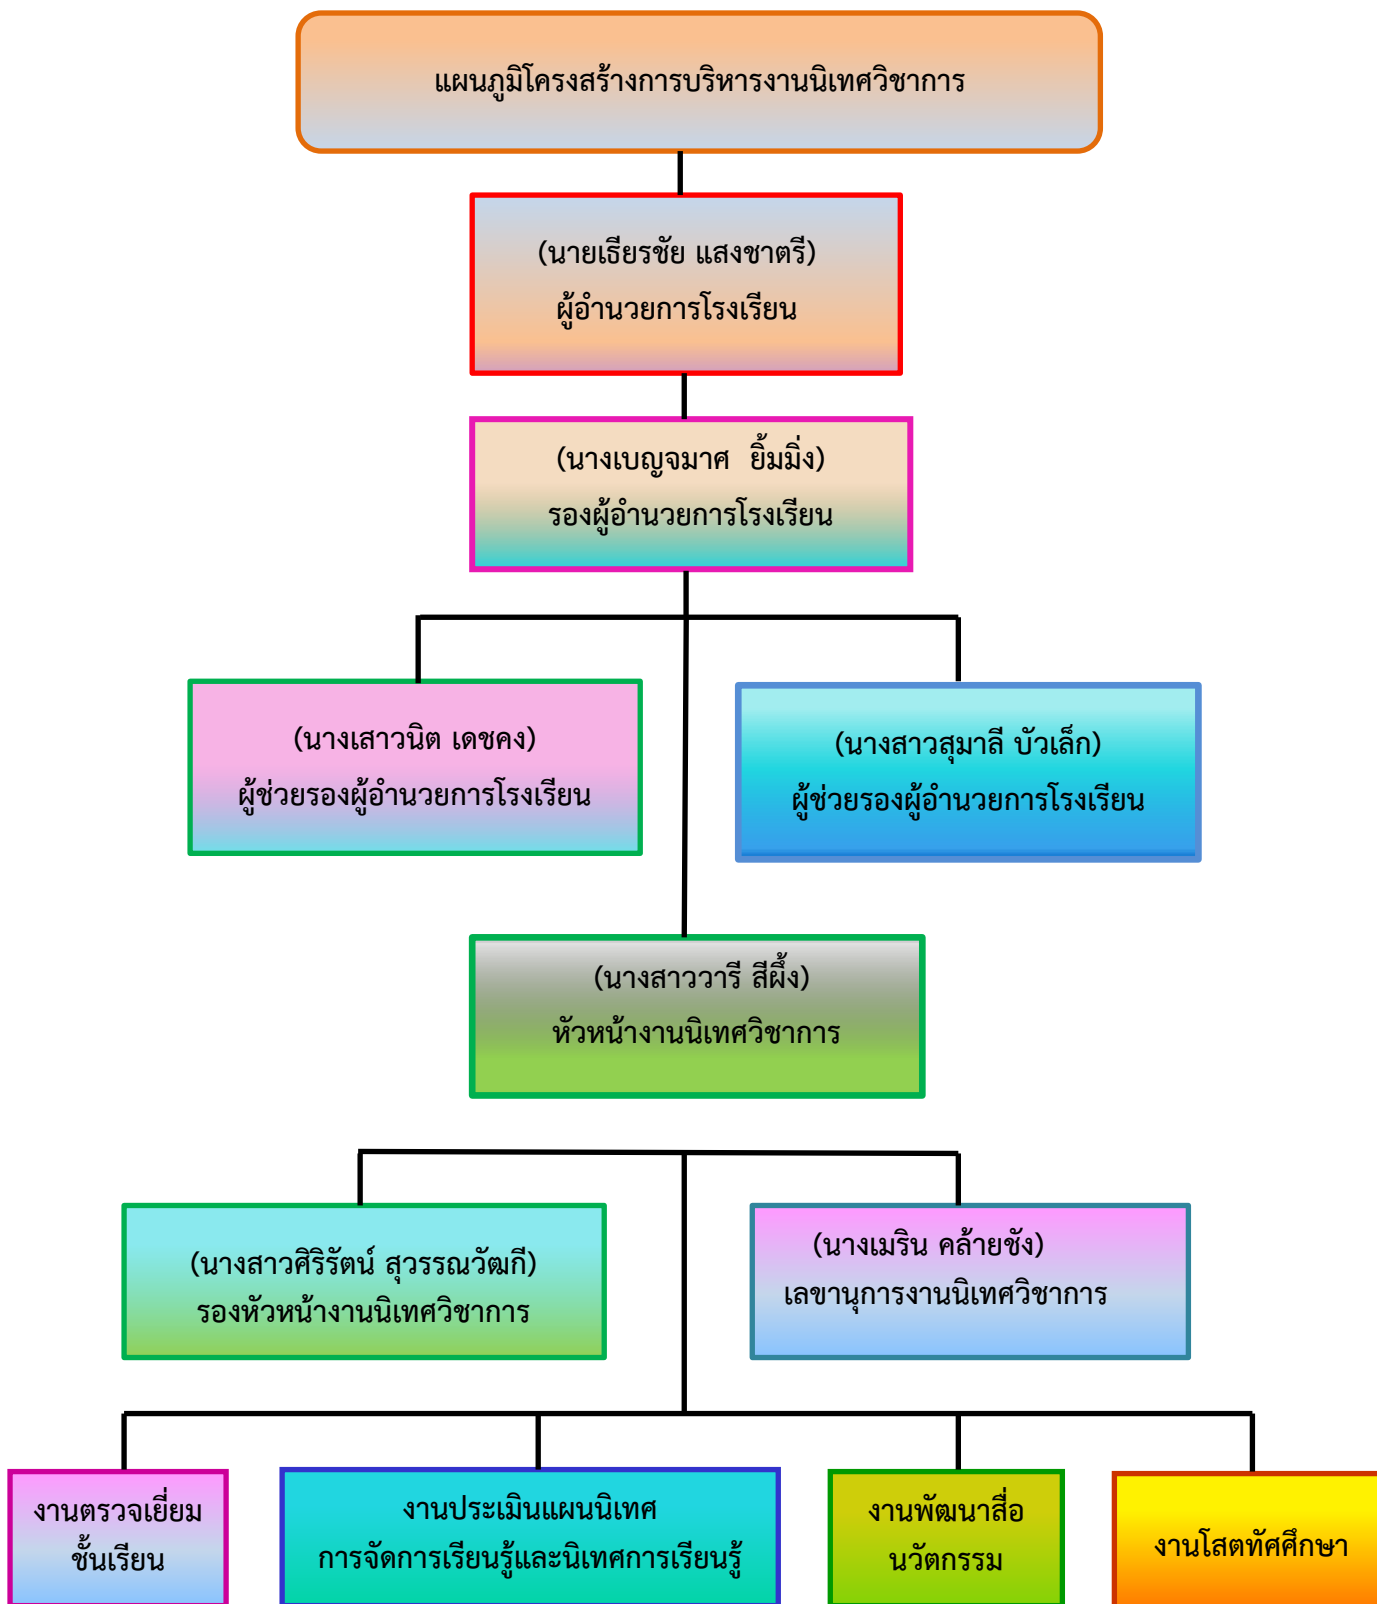 แผนภูมิโครงสร้างการบริหารงานนิเทศวิชาการ
(นายเธียรชัย แสงชาตรี)
ผู้อำนวยการโรงเรียน
(นางเบญจมาศ ยิ้มมิ่ง)
รองผู้อำนวยการโรงเรียน
(นางเสาวนิต เดชคง)
ผู้ช่วยรองผู้อำนวยการโรงเรียน
(นางสาวสุมาลี บัวเล็ก)
ผู้ช่วยรองผู้อำนวยการโรงเรียน
(นางสาววารี สีผึ้ง)
หัวหน้างานนิเทศวิชาการ
(นางสาวศิริรัตน์ สุวรรณวัฒกี)
รองหัวหน้างานนิเทศวิชาการ
(นางเมริน คล้ายชัง)
เลขานุการงานนิเทศวิชาการ
งานตรวจเยี่ยม
ชั้นเรียน
งานประเมินแผนนิเทศ
การจัดการเรียนรู้และนิเทศการเรียนรู้
งานพัฒนาสื่อ
นวัตกรรม
งานโสตทัศศึกษา